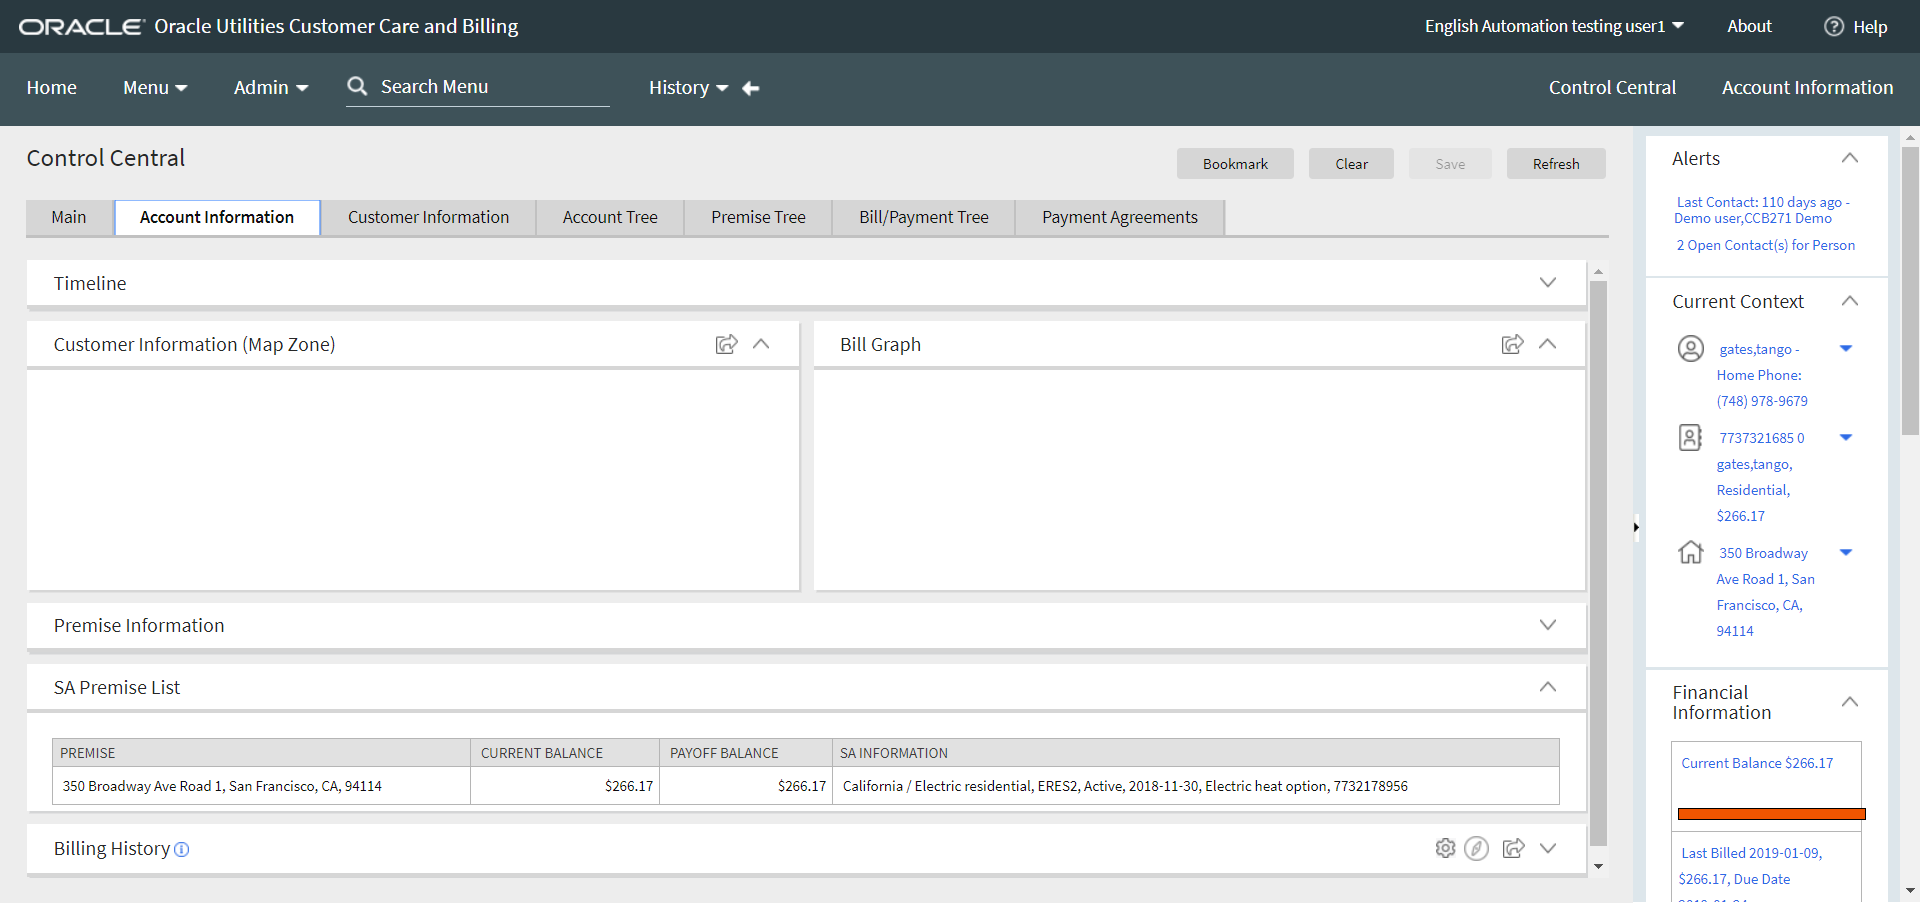 ORACLE Oracle Utilities Customer Care and Billing
English Automation testing user1
About
Help
Home
Menu
Admin
Search Menu
History
Control Central
Account Information
Control Central
Bookmark
Clear
Save
Refresh
Main
Account Information
Customer Information
Account Tree
Premise Tree
Bill/Payment Tree
Payment Agreements
Timeline
Customer Information (Map Zone)
Bill Graph
Premise Information
SA Premise List
PREMISE
CURRENT BALANCE
PAYOFF BALANCE
SA INFORMATION
350 Broadway Ave Road 1, San Francisco, CA, 94114
$266.17
$266.17
California / Electric residential, ERES2, Active, 2018-11-30, Electric heat option, 7732178956
Billing History
Alerts
Last Contact: 110 days ago -
Demo user,CCB271 Demo
2 Open Contact(s) for Person
Current Context
gates,tango -
Home Phone:
(748) 978-9679
7737321685 0
gates,tango,
Residential,
$266.17
350 Broadway
Ave Road 1, San
Francisco, CA,
94114
Financial
Information
Current Balance $266.17
Last Billed 2019-01-09,
$266.17, Due Date